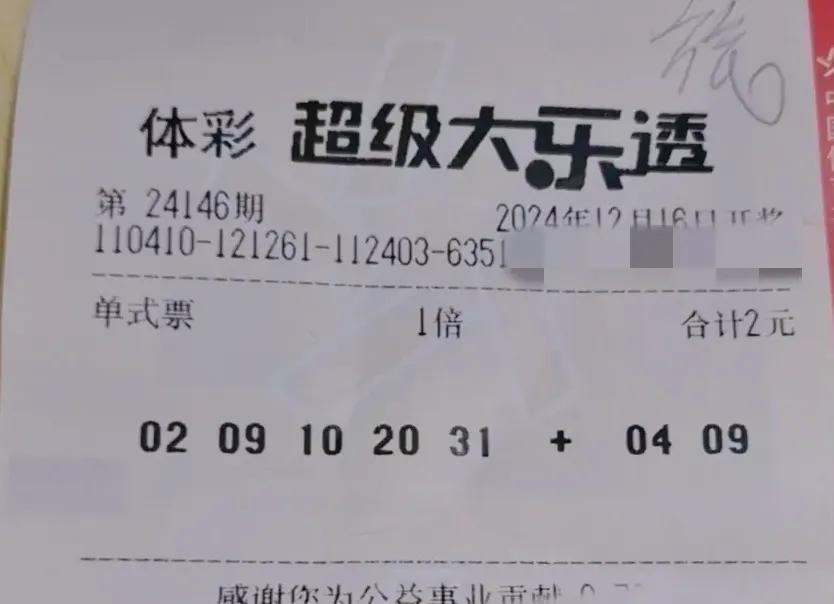 体彩 超级大乐透
第 24146期
2024年12月16日开奖
110410-121261-112403-6351
单式票 1倍 合计2元
02 09 10 20 31 + 04 09
感谢您为公益事业贡献